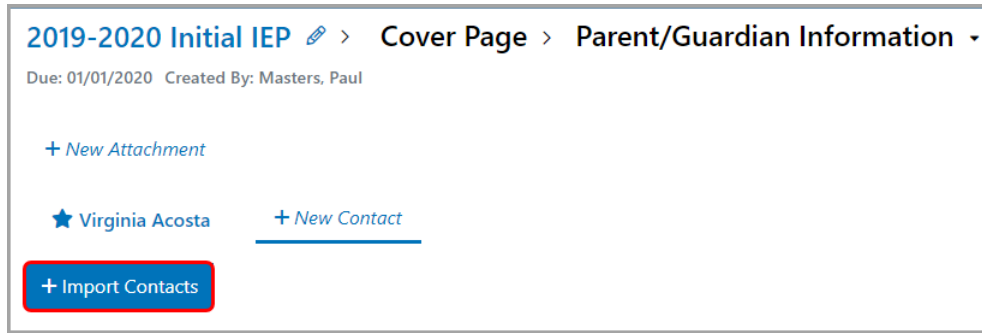 2019-2020 Initial IEP > Cover Page > Parent/Guardian Information
Due: 01/01/2020 Created By: Masters, Paul
+ New Attachment
Virginia Acosta + New Contact
+ Import Contacts